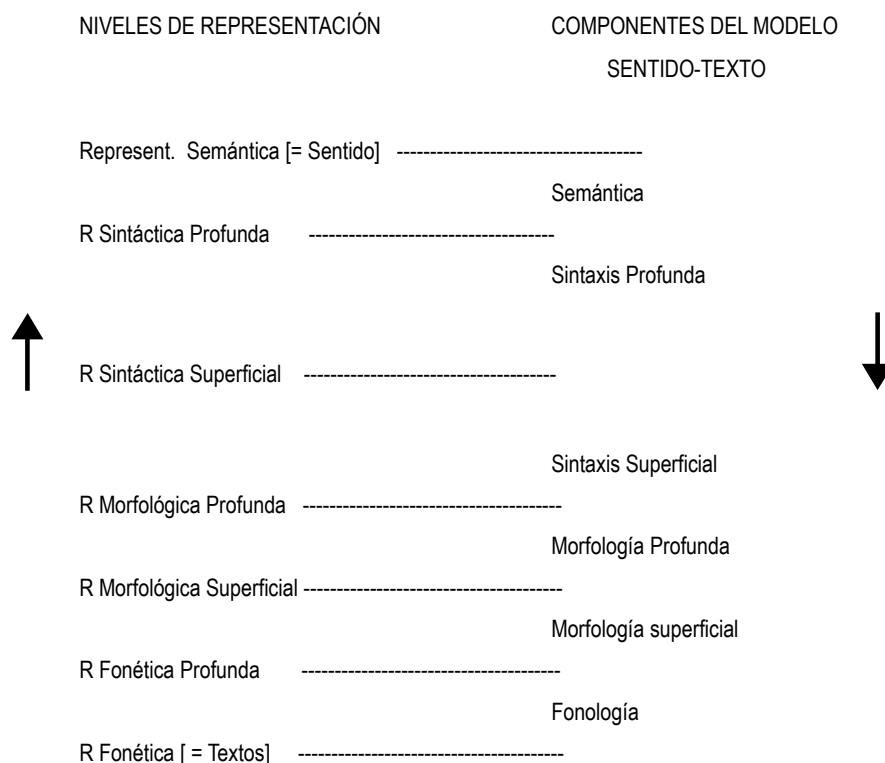 NIVELES DE REPRESENTACIÓN COMPONENTES DEL MODELO
SENTIDO-TEXTO
Represent. Semántica [= Sentido] -------------------------------------
Semántica
R Sintáctica Profunda -------------------------------------
Sintaxis Profunda
R Sintáctica Superficial --------------------------------------
Sintaxis Superficial
R Morfológica Profunda ---------------------------------------
Morfología Profunda
R Morfológica Superficial ---------------------------------------
Morfología superficial
R Fonética Profunda ---------------------------------------
Fonología
R Fonética [ = Textos] ----------------------------------------